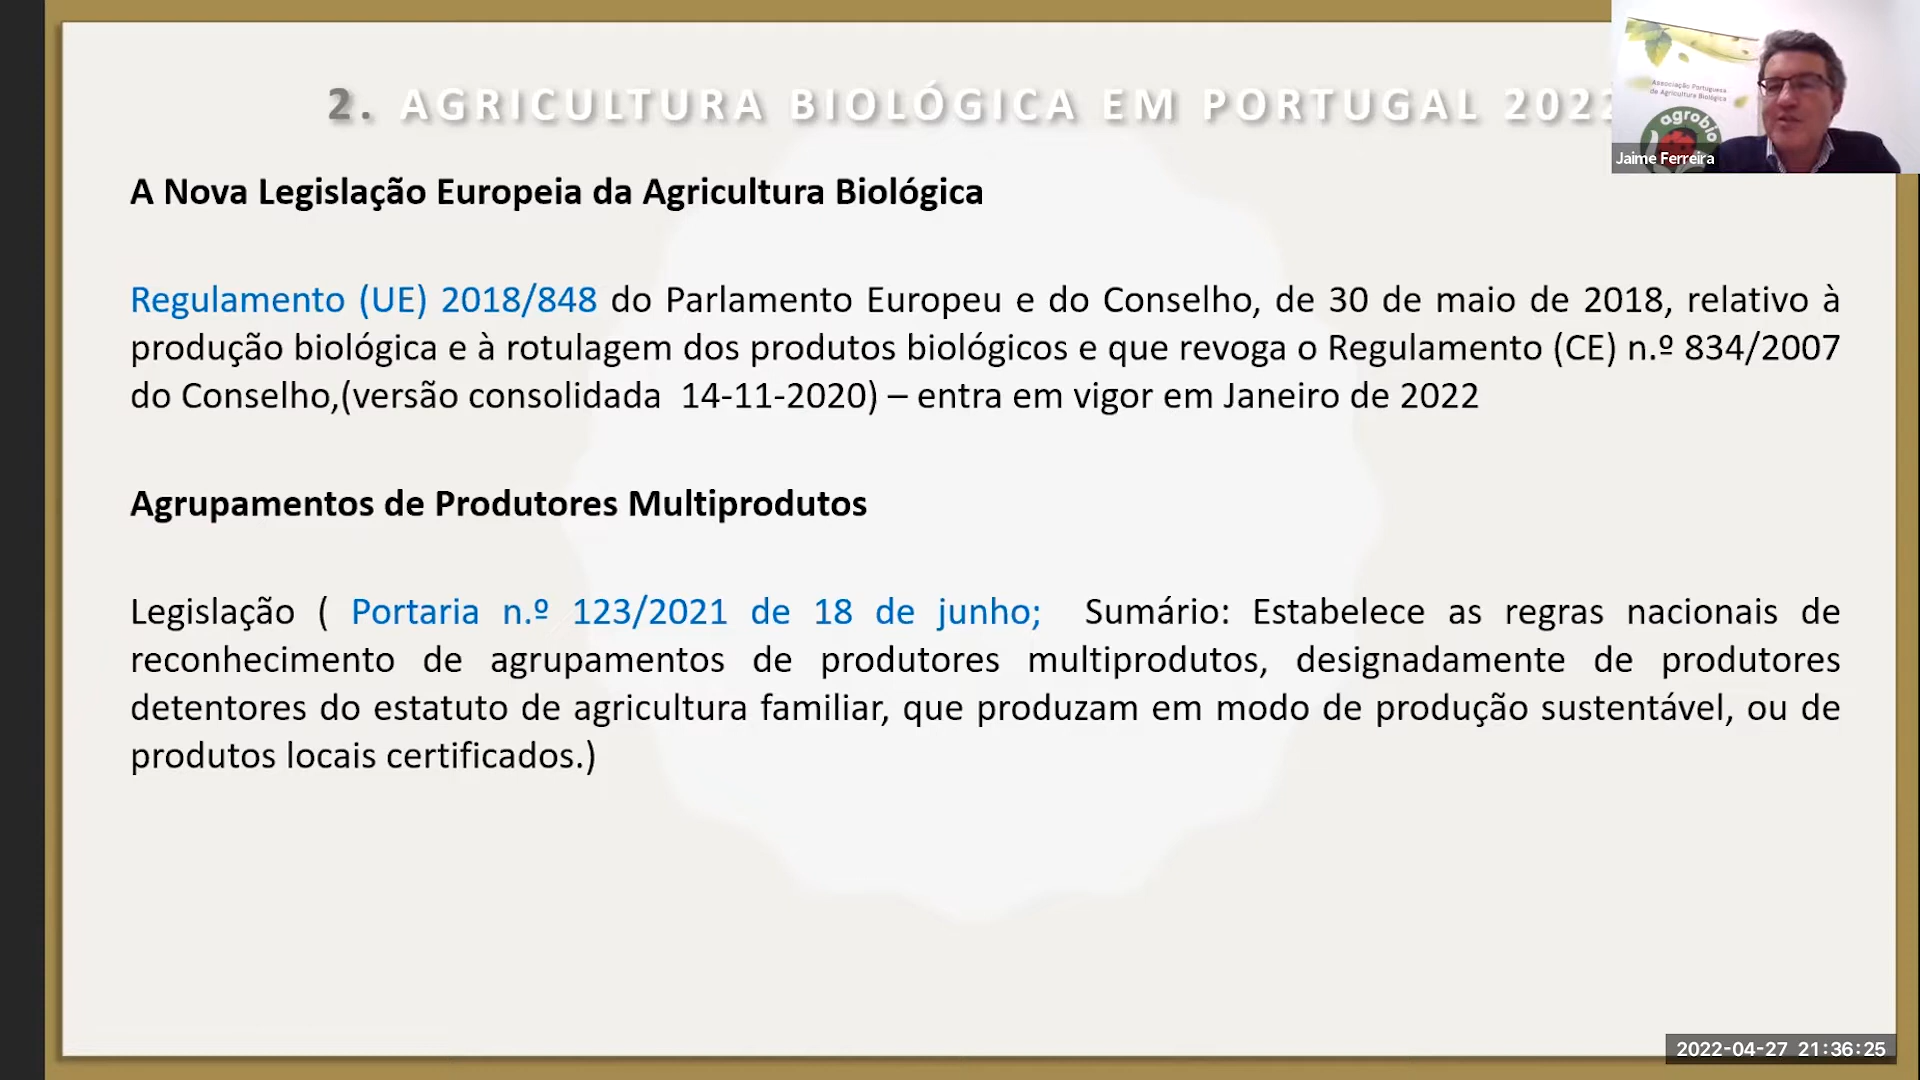 2. AGRICULTURA BIOLÓGICA EM PORTUGAL 2022
Associação Portuguesa
de Agricultura Biológica
agrobio
Jaime Ferreira
A Nova Legislação Europeia da Agricultura Biológica
Regulamento (UE) 2018/848 do Parlamento Europeu e do Conselho, de 30 de maio de 2018, relativo à
produção biológica e à rotulagem dos produtos biológicos e que revoga o Regulamento (CE) n.º 834/2007
do Conselho,(versão consolidada 14-11-2020) – entra em vigor em Janeiro de 2022
Agrupamentos de Produtores Multiprodutos
Legislação ( Portaria n.º 123/2021 de 18 de junho; Sumário: Estabelece as regras nacionais de
reconhecimento de agrupamentos de produtores multiprodutos, designadamente de produtores
detentores do estatuto de agricultura familiar, que produzam em modo de produção sustentável, ou de
produtos locais certificados.)
2022-04-27 21:36:25